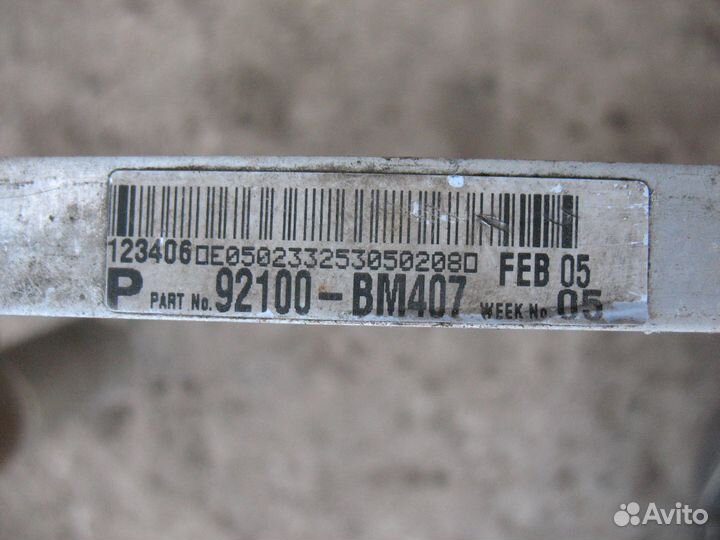 123406□E0502332530502080□ FEB 05
P PART No. 92100-BM407 WEEK No 05
Avito